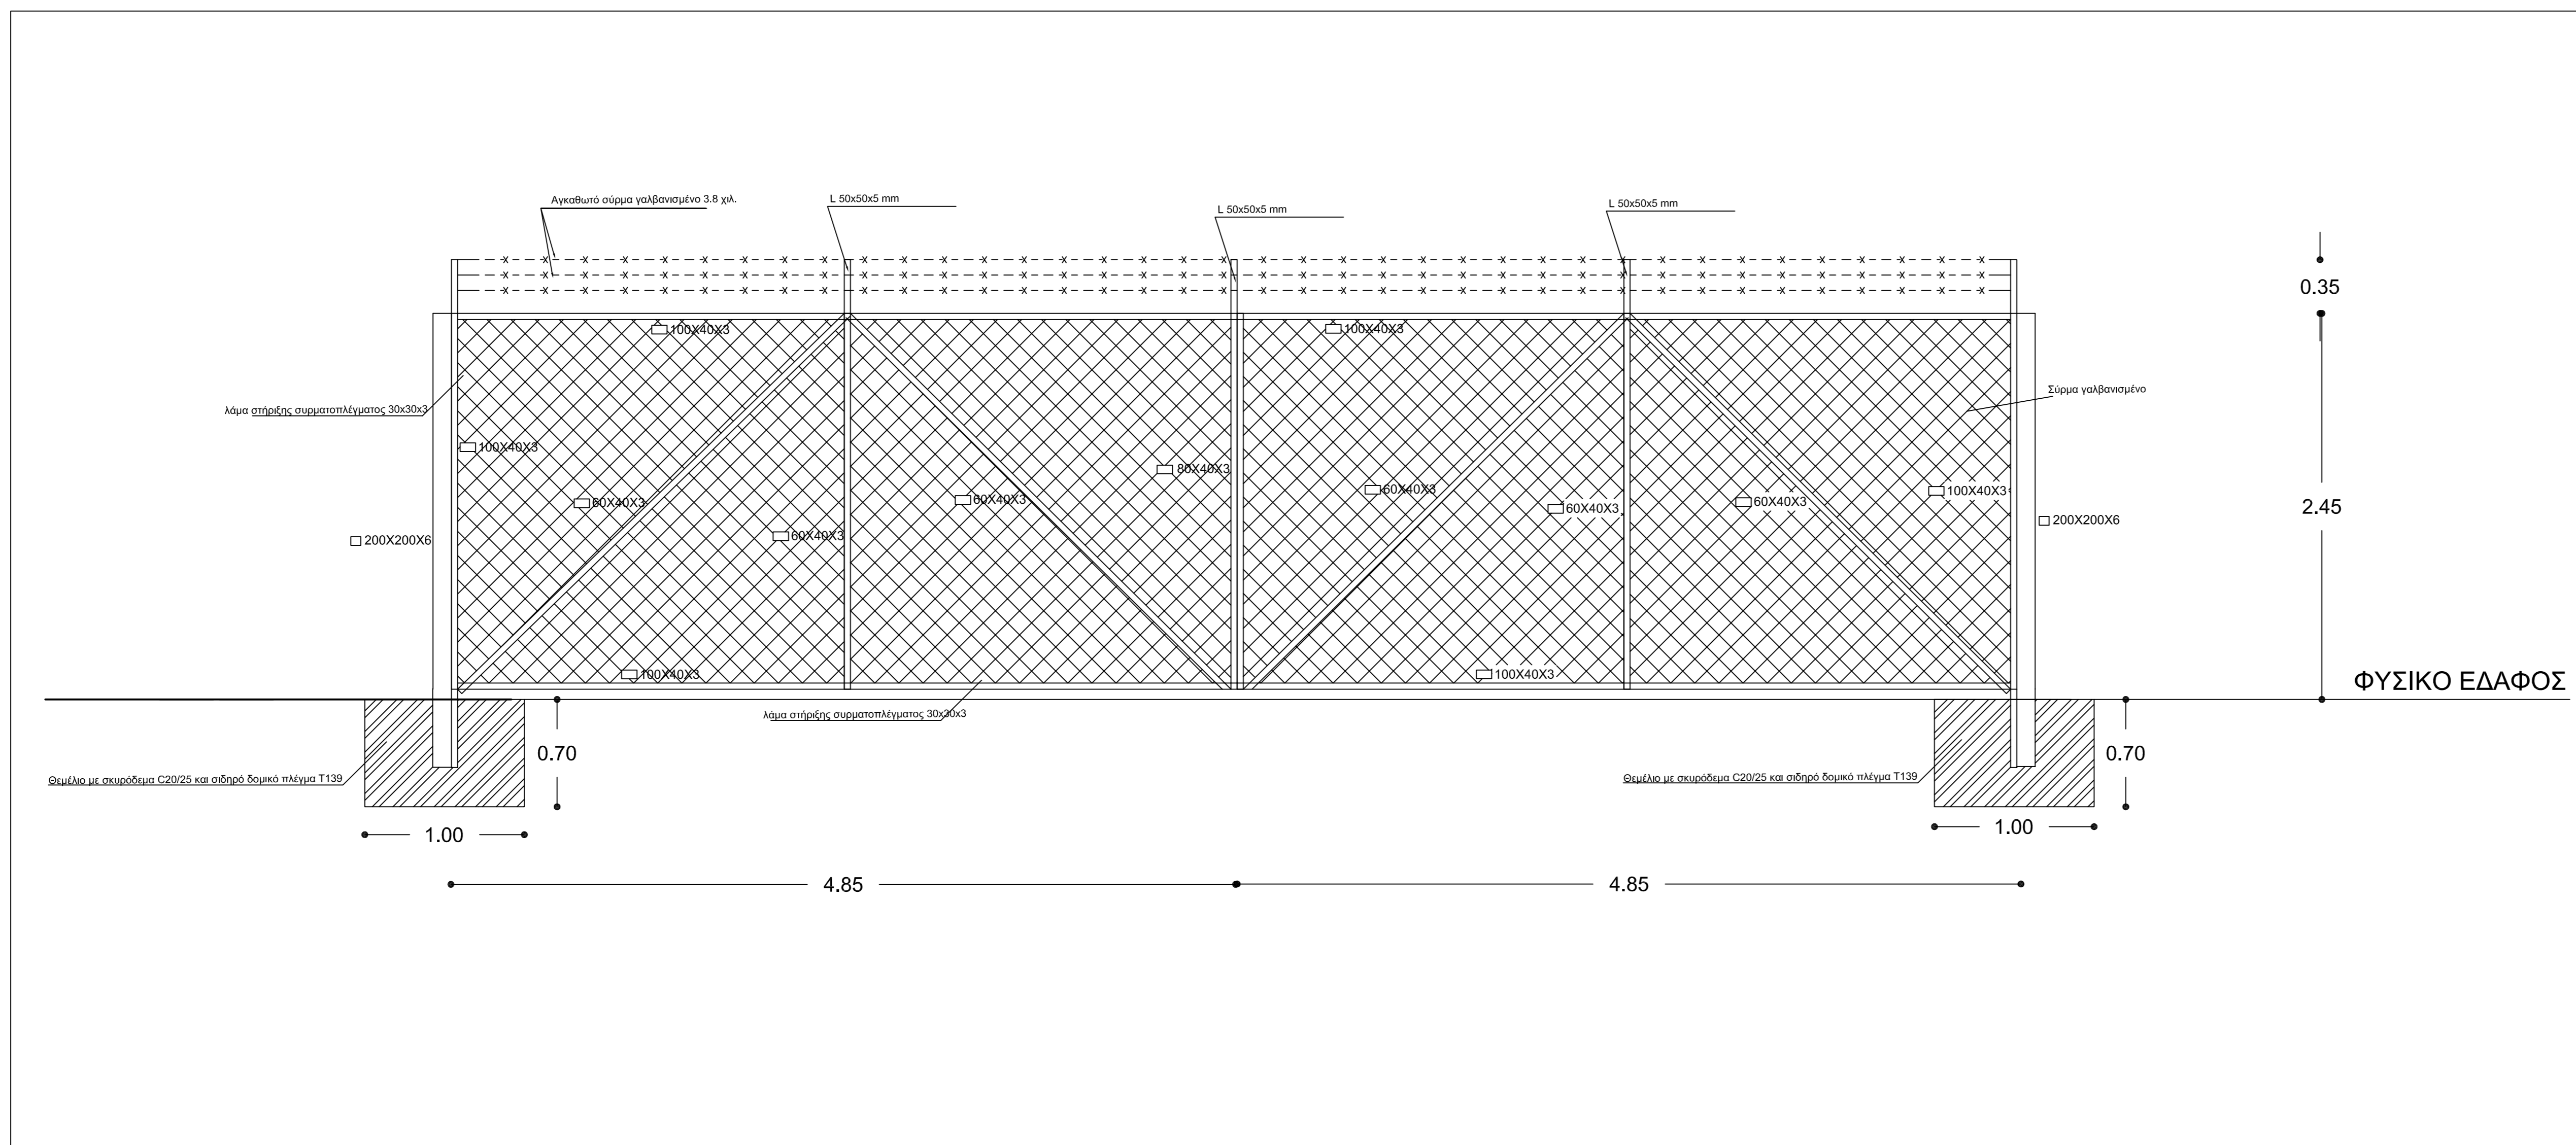 Αγκαθωτό σύρμα γαλβανισμένο 3.8 χιλ.
L 50x50x5 mm
L 50x50x5 mm
L 50x50x5 mm
0.35
100X40X3
100X40X3
λάμα στήριξης συρματοπλέγματος 30x30x3
Σύρμα γαλβανισμένο
100X40X3
80X40X3
60X40X3
60X40X3
60X40X3
60X40X3
60X40X3
60X40X3
100X40X3
2.45
200X200X6
200X200X6
100X40X3
100X40X3
ΦΥΣΙΚΟ ΕΔΑΦΟΣ
λάμα στήριξης συρματοπλέγματος 30x30x3
0.70
0.70
Θεμέλιο με σκυρόδεμα C20/25 και σιδηρό δομικό πλέγμα T139
Θεμέλιο με σκυρόδεμα C20/25 και σιδηρό δομικό πλέγμα T139
1.00
1.00
4.85
4.85